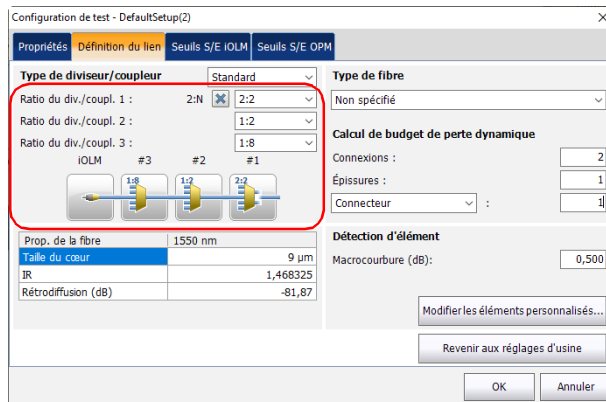 Configuration de test - DefaultSetup(2)
Propriétés Définition du lien Seuils S/E iOLM Seuils S/E OPM
Type de diviseur/coupleur Standard
Ratio du div./coupl. 1 : 2:N 2:2
Ratio du div./coupl. 2 : 1:2
Ratio du div./coupl. 3 : 1:8
iOLM #3 #2 #1
1:8 1:2 2:2
Prop. de la fibre 1550 nm
Taille du cœur 9 µm
IR 1,468325
Rétrodiffusion (dB) -81,87
Type de fibre
Non spécifié
Calcul de budget de perte dynamique
Connexions : 2
Épissures : 1
Connecteur : 1
Détection d'élément
Macrocourbure (dB): 0,500
Modifier les éléments personnalisés...
Revenir aux réglages d'usine
OK Annuler